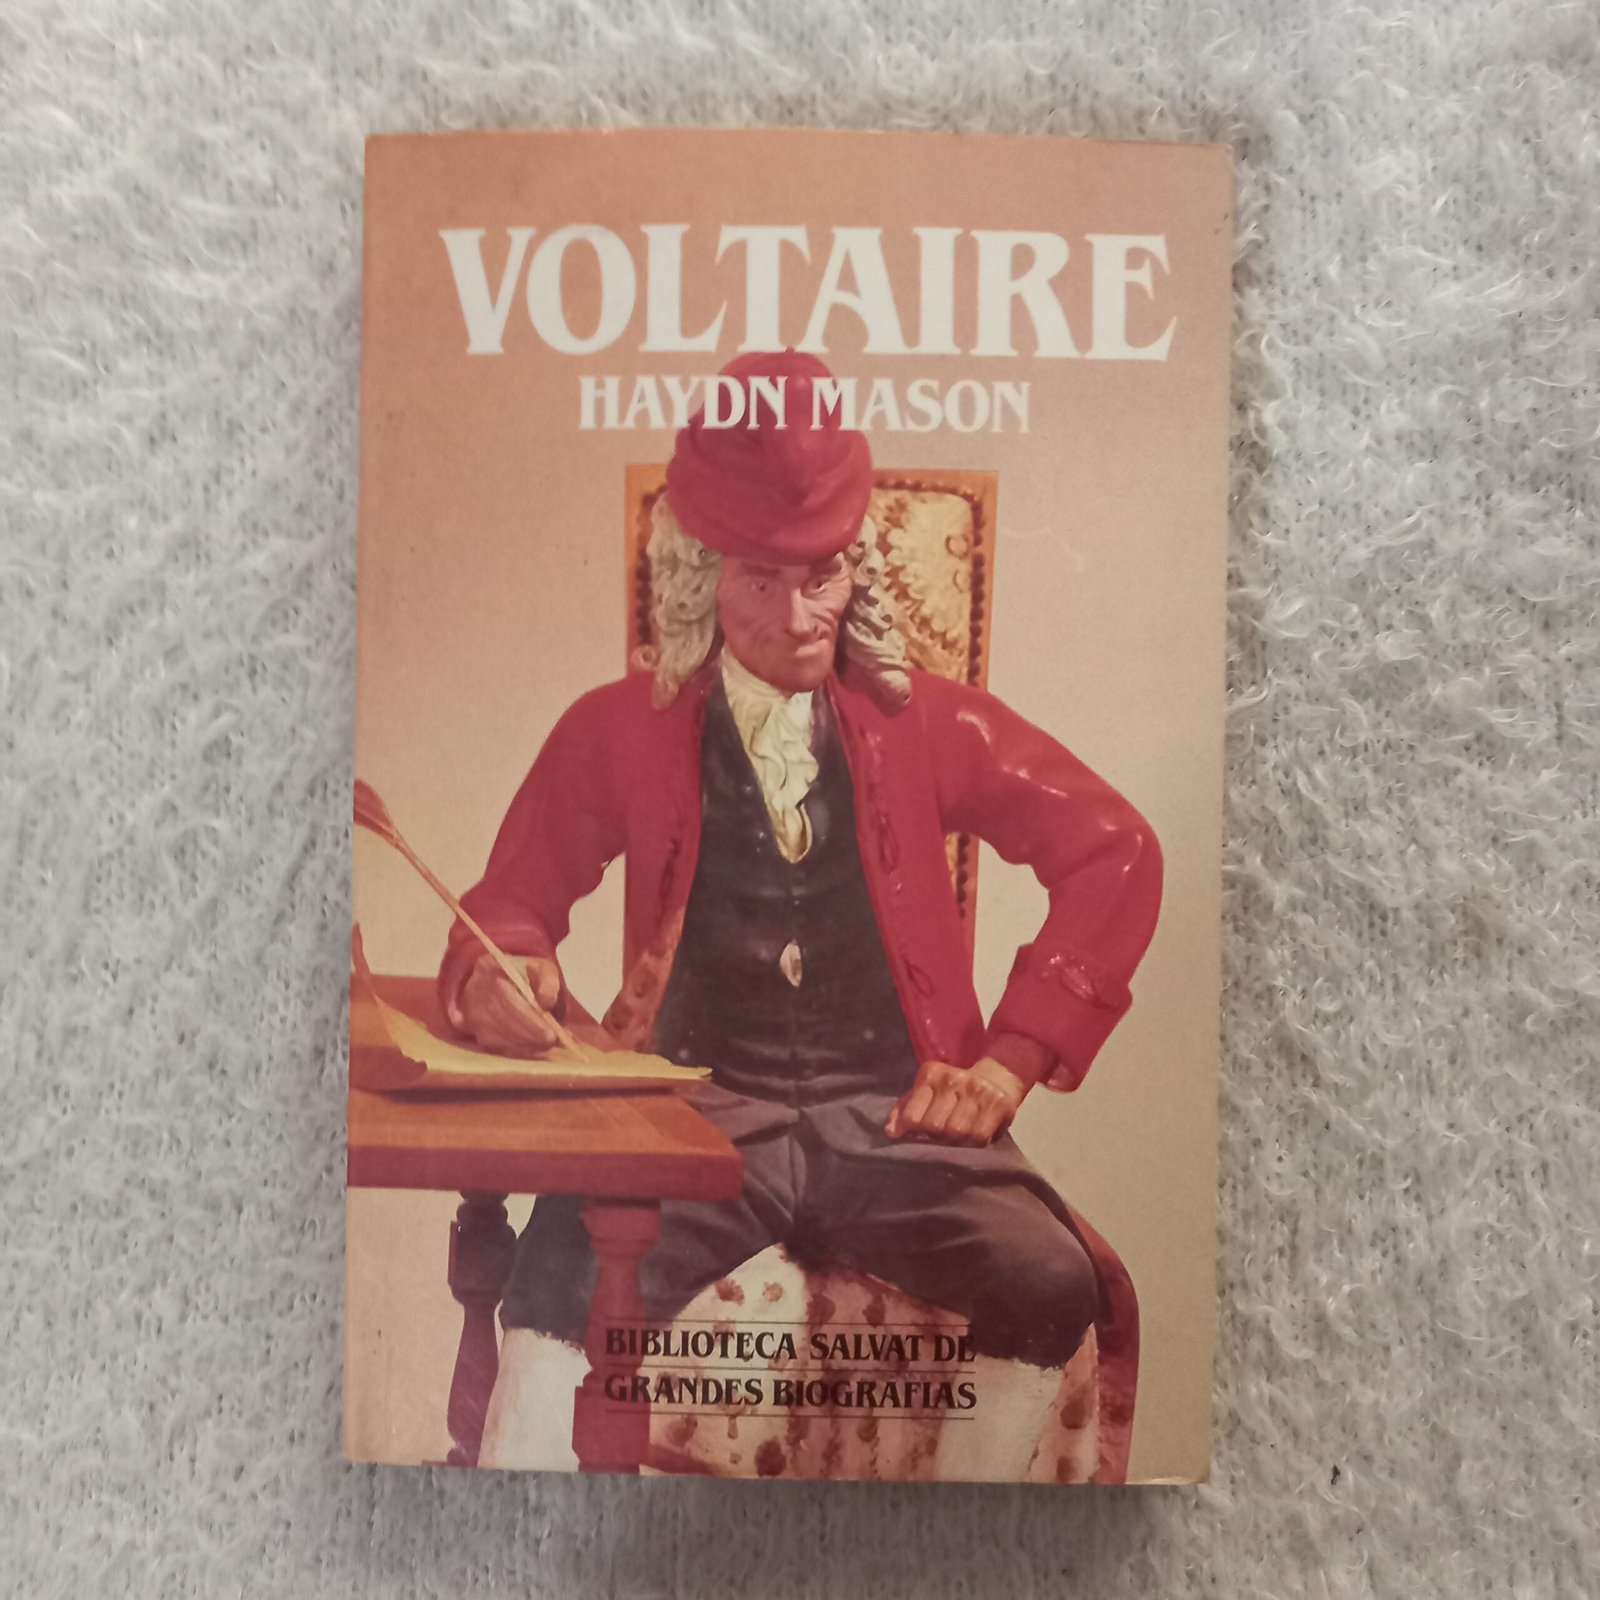 VOLTAIRE
HAYDN MASON
BIBLIOTECA SALVAT DE
GRANDES BIOGRAFIAS